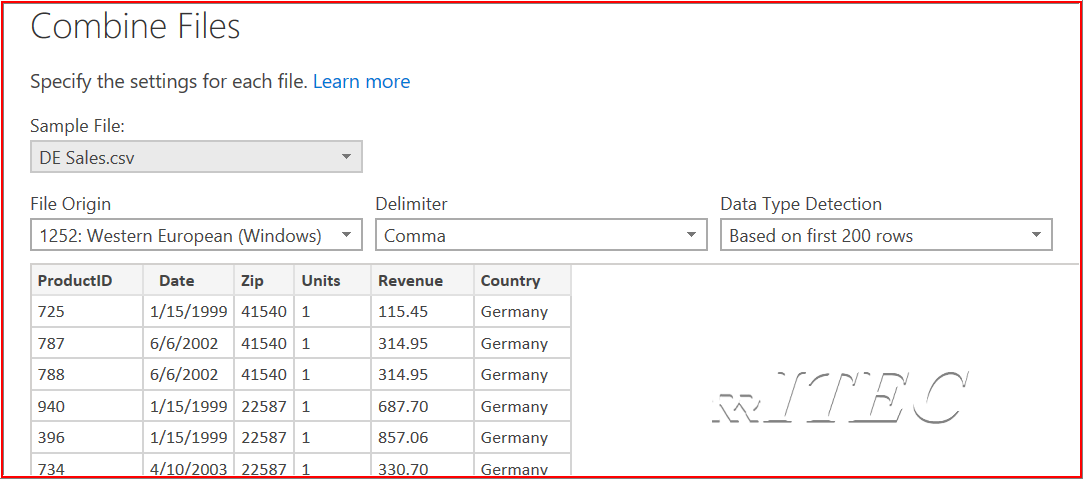 Combine Files
Specify the settings for each file. Learn more
Sample File:
DE Sales.csv
File Origin Delimiter Data Type Detection
1252: Western European (Windows) Comma Based on first 200 rows
ProductID Date Zip Units Revenue Country
725 1/15/1999 41540 1 115.45 Germany
787 6/6/2002 41540 1 314.95 Germany
788 6/6/2002 41540 1 314.95 Germany
940 1/15/1999 22587 1 687.70 Germany
396 1/15/1999 22587 1 857.06 Germany
734 4/10/2003 22587 1 330.70 Germany
ITEC